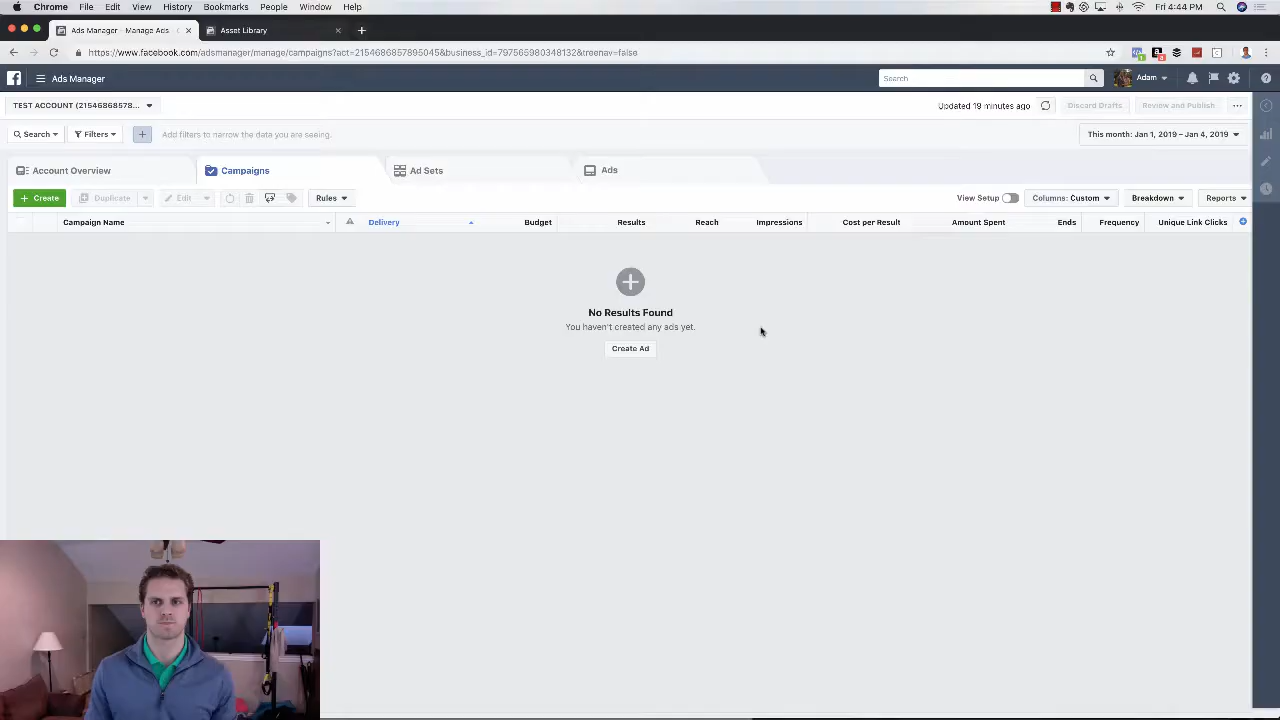 Chrome File Edit View History Bookmarks People Window Help Fri 4:44 PM
Ads Manager - Manage Ads - C Asset Library
https://www.facebook.com/adsmanager/manage/campaigns?act=2154686857895045&business_id=797565980348132&treenav=false
Ads Manager Search Adam
TEST ACCOUNT (21546868578... Updated 19 minutes ago Discard Drafts Review and Publish
Search Filters Add filters to narrow the data you are seeing. This month: Jan 1, 2019 – Jan 4, 2019
Account Overview Campaigns Ad Sets Ads
Create Duplicate Edit Rules View Setup Columns: Custom Breakdown Reports
Campaign Name Delivery Budget Results Reach Impressions Cost per Result Amount Spent Ends Frequency Unique Link Clicks
No Results Found
You haven't created any ads yet.
Create Ad